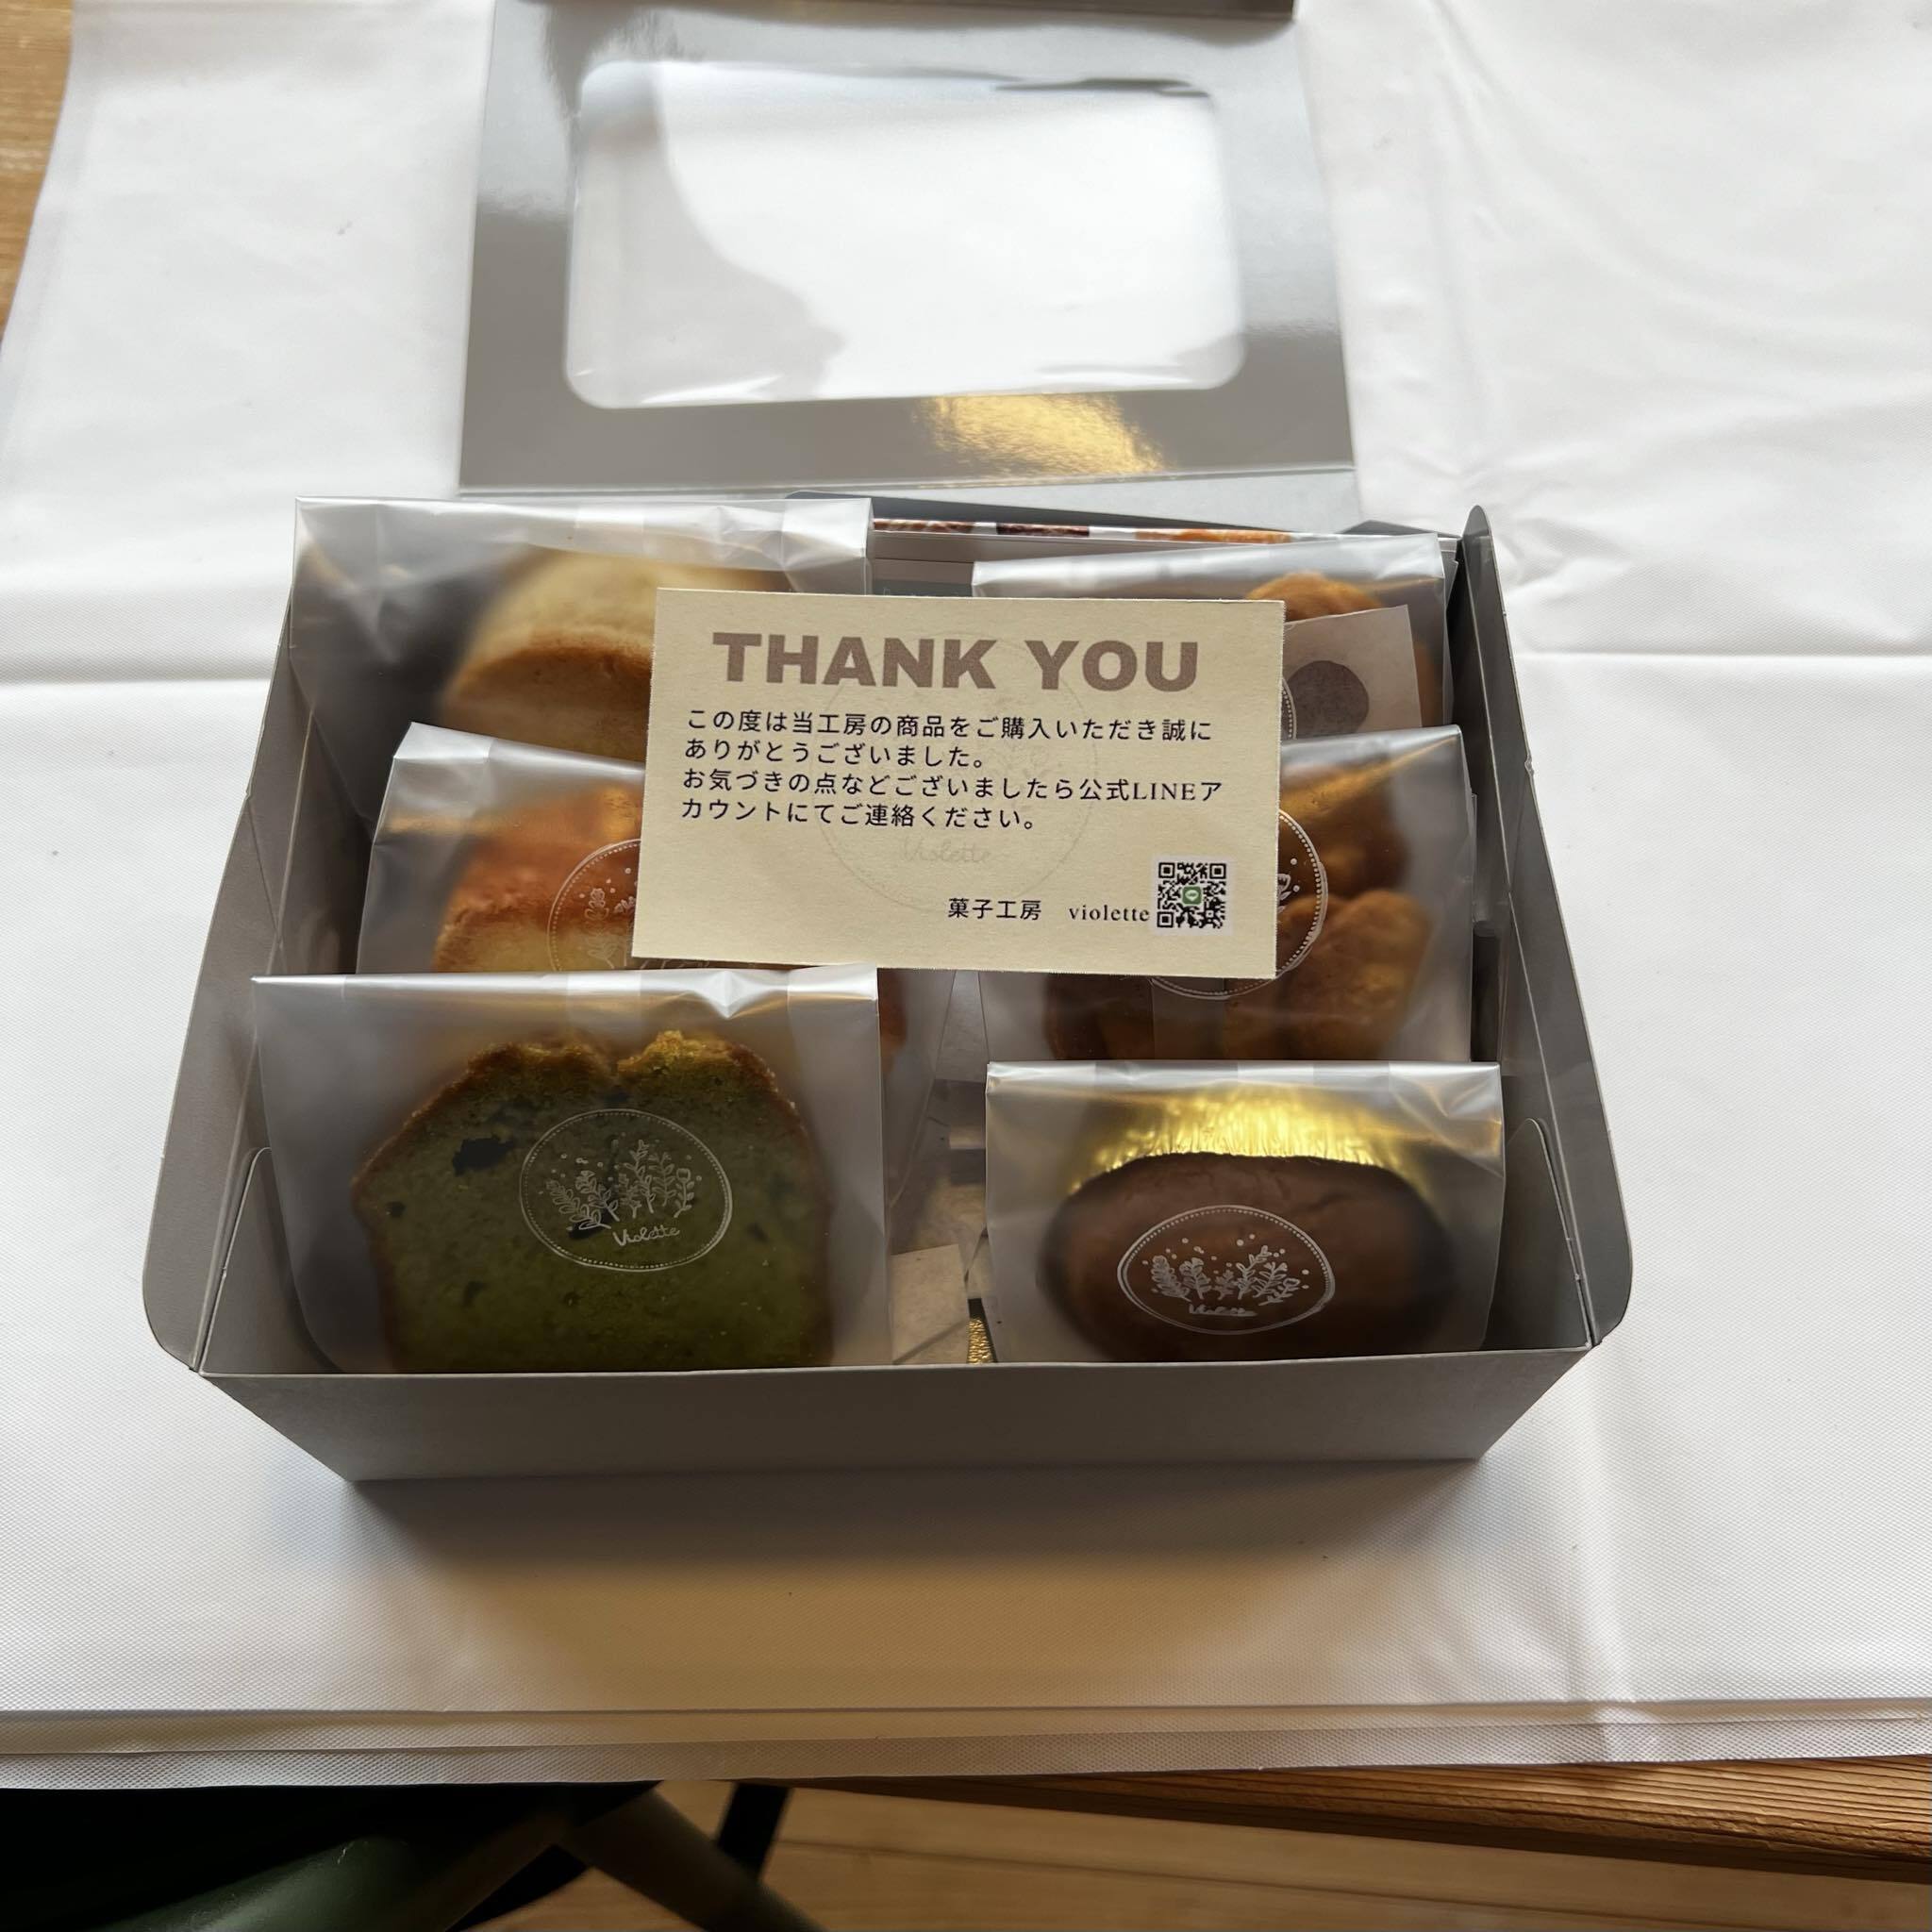 THANK YOU
この度は当工房の商品をご購入いただき誠に
ありがとうございました。
お気づきの点などございましたら公式LINEア
カウントにてご連絡ください。
Violette
菓子工房　violette
Violette
Violette